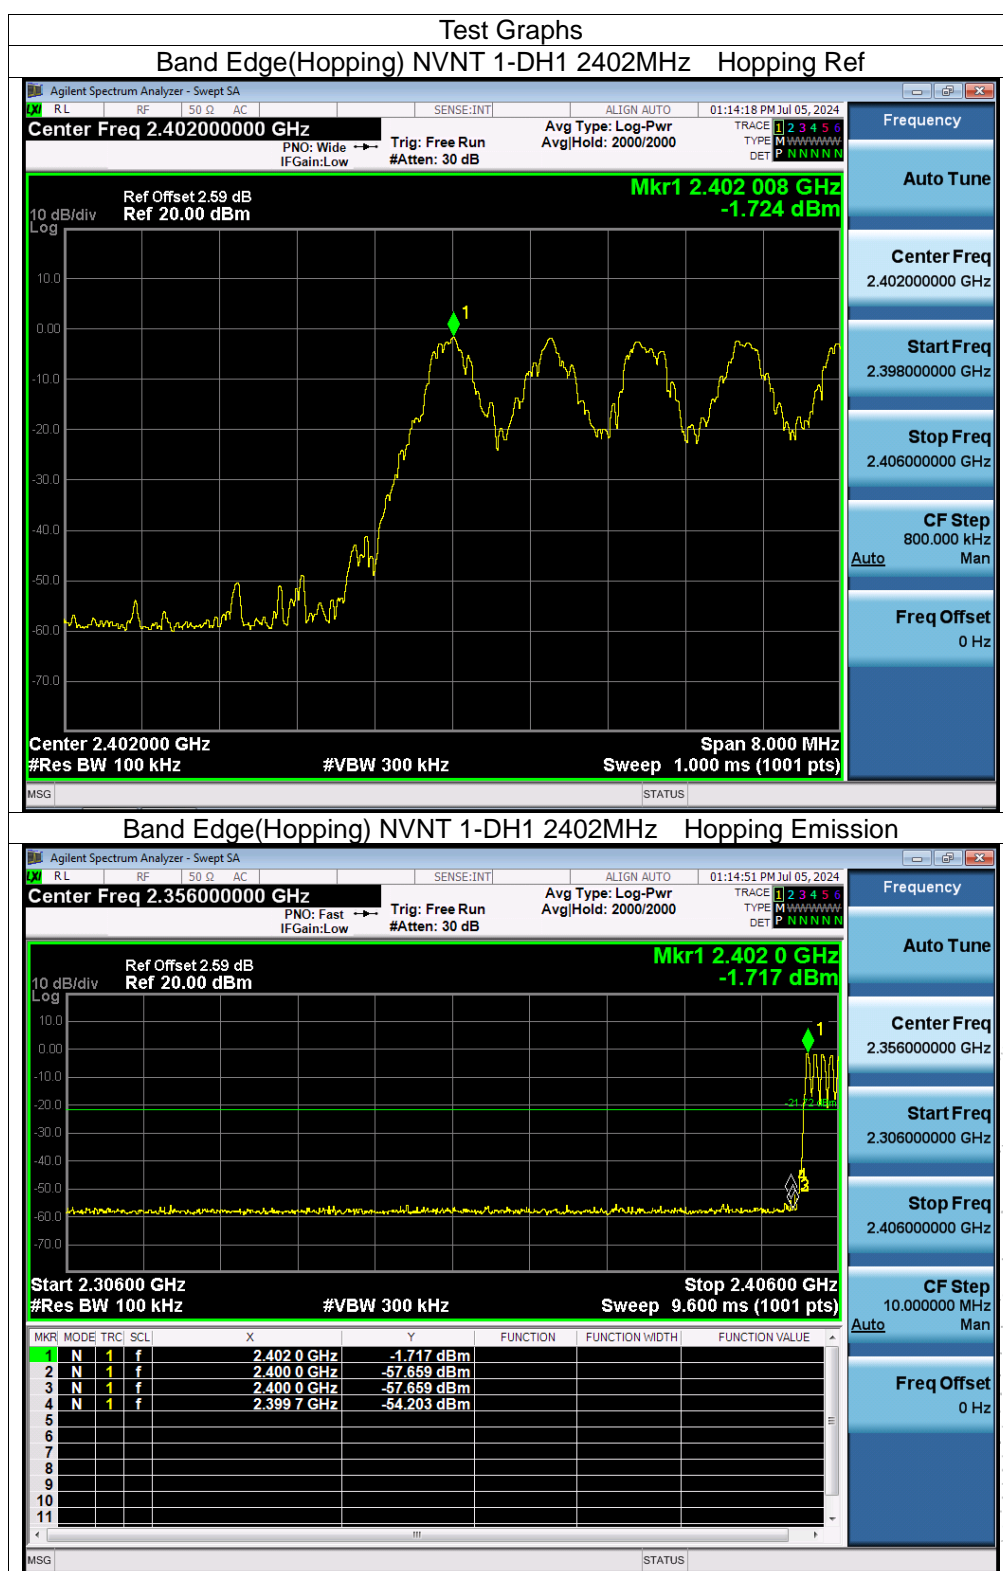 Test Graphs
Band Edge(Hopping) NVNT 1-DH1 2402MHz Hopping Ref
Agilent Spectrum Analyzer - Swept SA
LXI RL RF 50 Ω AC SENSE:INT ALIGN AUTO 01:14:18 PM Jul 05, 2024
Center Freq 2.402000000 GHz Avg Type: Log-Pwr TRACE 1 2 3 4 5 6
PNO: Wide Trig: Free Run Avg|Hold: 2000/2000 TYPE M WWWWW
IFGain:Low #Atten: 30 dB DET P N N N N N
Frequency
Auto Tune
Mkr1 2.402 008 GHz
-1.724 dBm
Ref Offset 2.59 dB
10 dB/div Ref 20.00 dBm
Log
10.0
0.00
-10.0
-20.0
-30.0
-40.0
-50.0
-60.0
-70.0
1
Center Freq
2.402000000 GHz
Start Freq
2.398000000 GHz
Stop Freq
2.406000000 GHz
CF Step
800.000 kHz
Auto Man
Freq Offset
0 Hz
Center 2.402000 GHz Span 8.000 MHz
#Res BW 100 kHz #VBW 300 kHz Sweep 1.000 ms (1001 pts)
MSG STATUS
Band Edge(Hopping) NVNT 1-DH1 2402MHz Hopping Emission
Agilent Spectrum Analyzer - Swept SA
LXI RL RF 50 Ω AC SENSE:INT ALIGN AUTO 01:14:51 PM Jul 05, 2024
Center Freq 2.356000000 GHz Avg Type: Log-Pwr TRACE 1 2 3 4 5 6
PNO: Fast Trig: Free Run Avg|Hold: 2000/2000 TYPE M WWWWW
IFGain:Low #Atten: 30 dB DET P N N N N N
Frequency
Auto Tune
Mkr1 2.402 0 GHz
-1.717 dBm
Ref Offset 2.59 dB
10 dB/div Ref 20.00 dBm
Log
10.0
0.00
-10.0
-20.0
-30.0
-40.0
-50.0
-60.0
-70.0
1
-21.72 dBm
4
3
Center Freq
2.356000000 GHz
Start Freq
2.306000000 GHz
Stop Freq
2.406000000 GHz
CF Step
10.000000 MHz
Auto Man
Freq Offset
0 Hz
Start 2.30600 GHz Stop 2.40600 GHz
#Res BW 100 kHz #VBW 300 kHz Sweep 9.600 ms (1001 pts)
MKR MODE TRC SCL X Y FUNCTION FUNCTION WIDTH FUNCTION VALUE
1 N 1 f 2.402 0 GHz -1.717 dBm
2 N 1 f 2.400 0 GHz -57.659 dBm
3 N 1 f 2.400 0 GHz -57.659 dBm
4 N 1 f 2.399 7 GHz -54.203 dBm
5
6
7
8
9
10
11
MSG STATUS